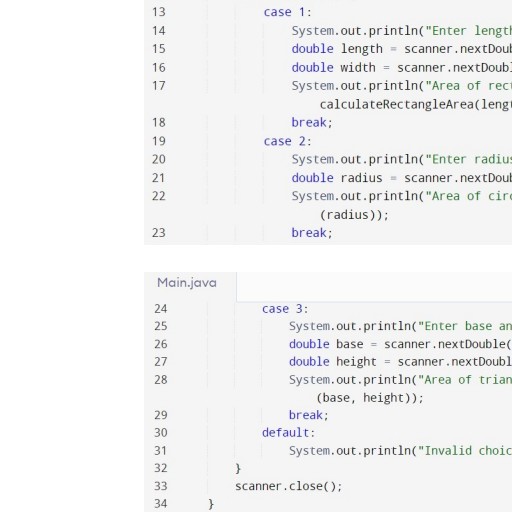 13 case 1:
14 System.out.println("Enter length
15 double length = scanner.nextDoub
16 double width = scanner.nextDoubl
17 System.out.println("Area of rect
calculateRectangleArea(lengt
18 break;
19 case 2:
20 System.out.println("Enter radius
21 double radius = scanner.nextDoub
22 System.out.println("Area of circ
(radius));
23 break;
Main.java
24 case 3:
25 System.out.println("Enter base an
26 double base = scanner.nextDouble(
27 double height = scanner.nextDoubl
28 System.out.println("Area of trian
(base, height));
29 break;
30 default:
31 System.out.println("Invalid choic
32 }
33 scanner.close();
34 }